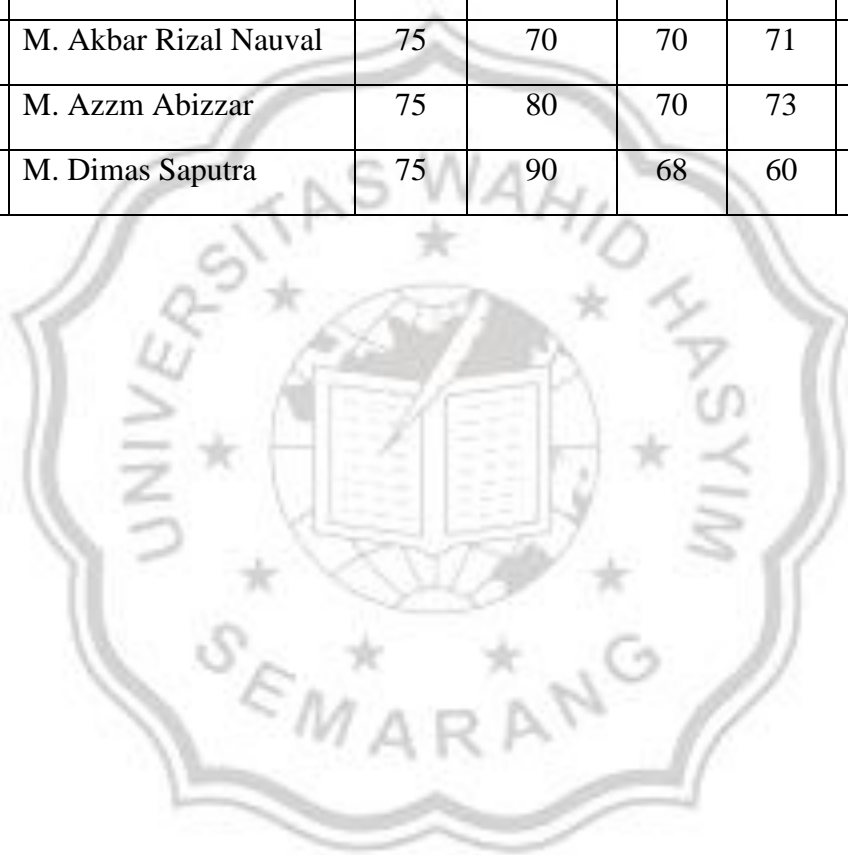 M. Akbar Rizal Nauval 75 70 70 71
M. Azzm Abizzar 75 80 70 73
M. Dimas Saputra 75 90 68 60
UNIVERSITAS WAHID HASYIM
SEMARANG